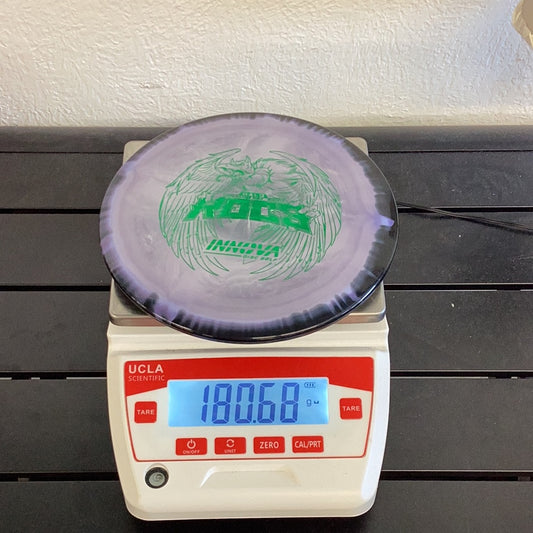 ROC3
INNOVA
UCLA
SCIENTIFIC
180.68 g
TARE
TARE
ON/OFF
UNIT
ZERO
CAL/PRT